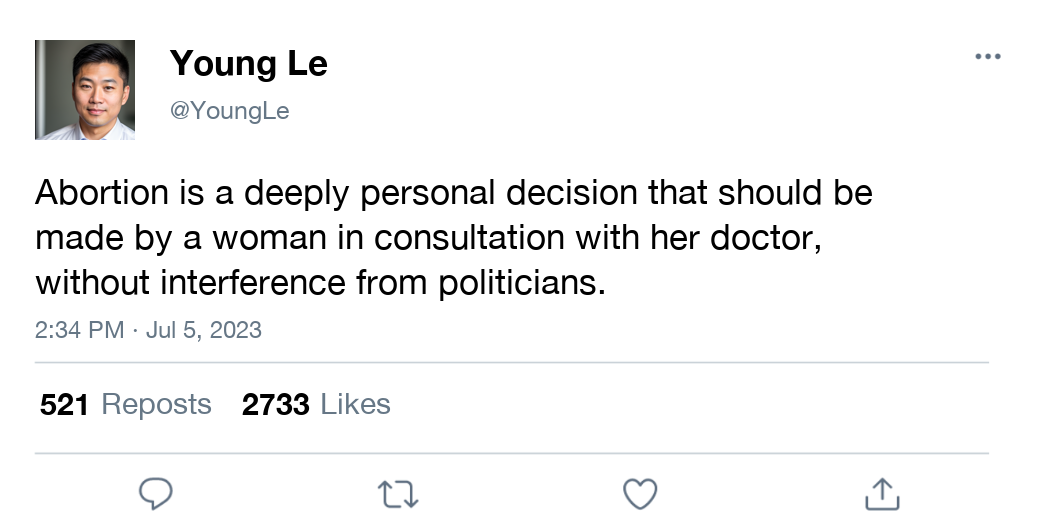 Young Le
@YoungLe
Abortion is a deeply personal decision that should be
made by a woman in consultation with her doctor,
without interference from politicians.
2:34 PM · Jul 5, 2023
521 Reposts 2733 Likes